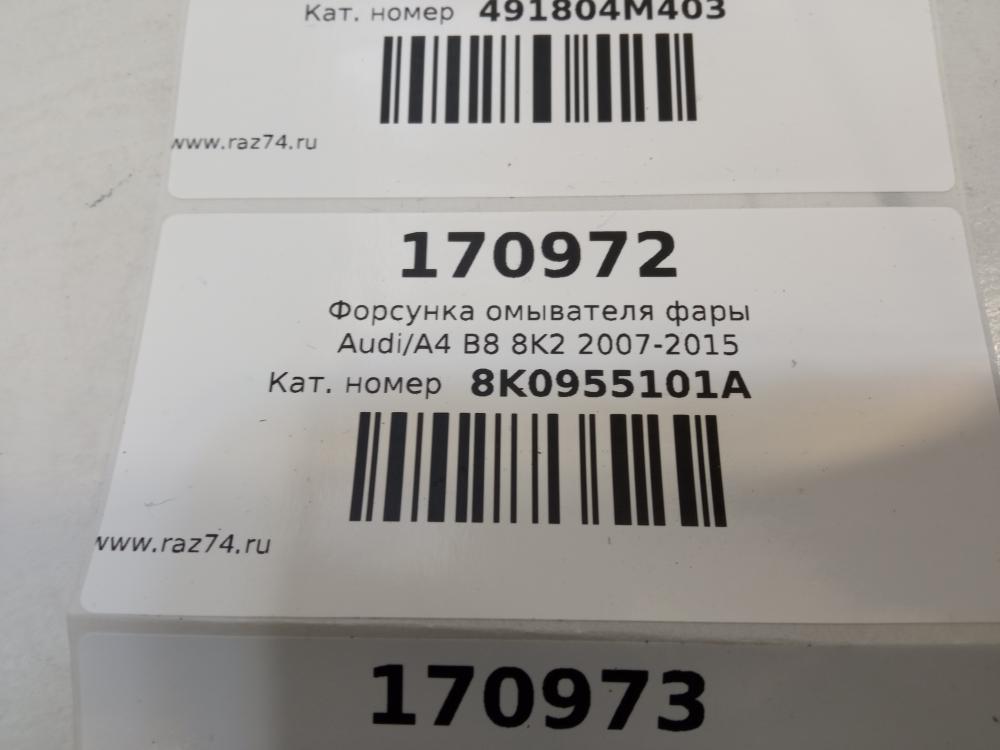 Кат. номер 491804M403
www.raz74.ru
170972
Форсунка омывателя фары
Audi/A4 B8 8K2 2007-2015
Кат. номер 8K0955101A
www.raz74.ru
170973